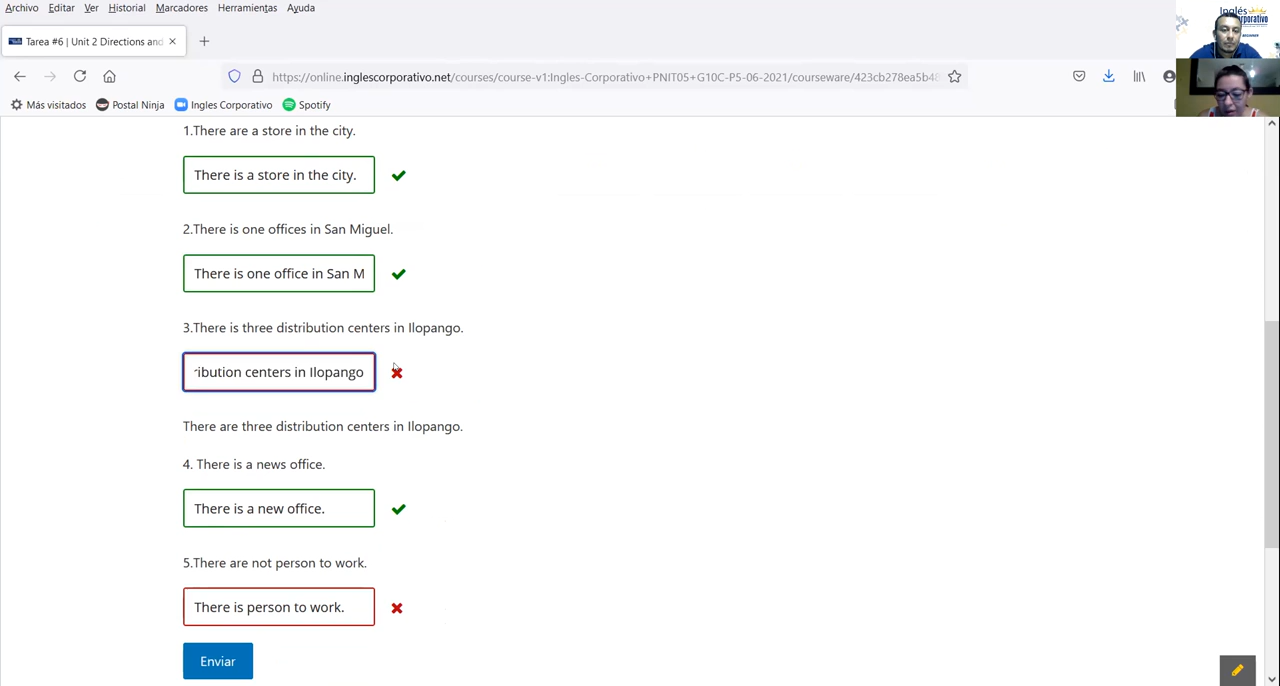 Archivo Editar Ver Historial Marcadores Herramientas Ayuda
Inglés
Tarea #6 | Unit 2 Directions and
https://online.inglescorporativo.net/courses/course-v1:Ingles-Corporativo+PNIT05+G10C-P5-06-2021/courseware/423cb278ea5b48
Más visitados Postal Ninja Ingles Corporativo Spotify
1.There are a store in the city.
There is a store in the city.
2.There is one offices in San Miguel.
There is one office in San M
3.There is three distribution centers in Ilopango.
ribution centers in Ilopango
There are three distribution centers in Ilopango.
4. There is a news office.
There is a new office.
5.There are not person to work.
There is person to work.
Enviar